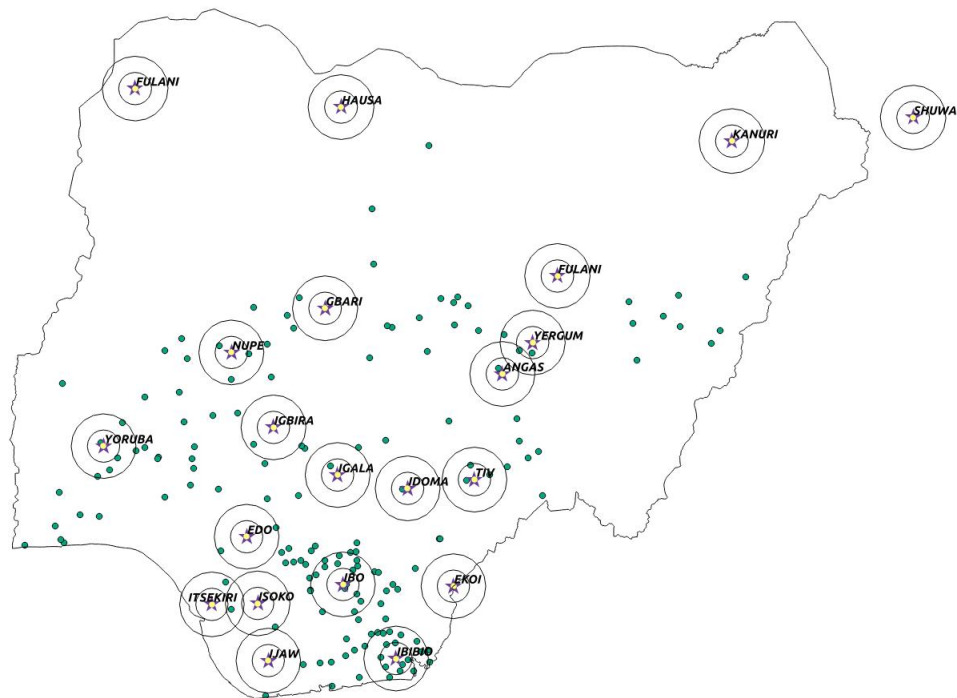 FULANI
HAUSA
SHUWA
KANURI
FULANI
GBARI
YERGUM
NUPE
ANGAS
IGBIRA
YORUBA
IGALA
TIV
IDOMA
EDO
IBO
EKOI
ITSEKIRI
ISOKO
IJAW
IBIBIO